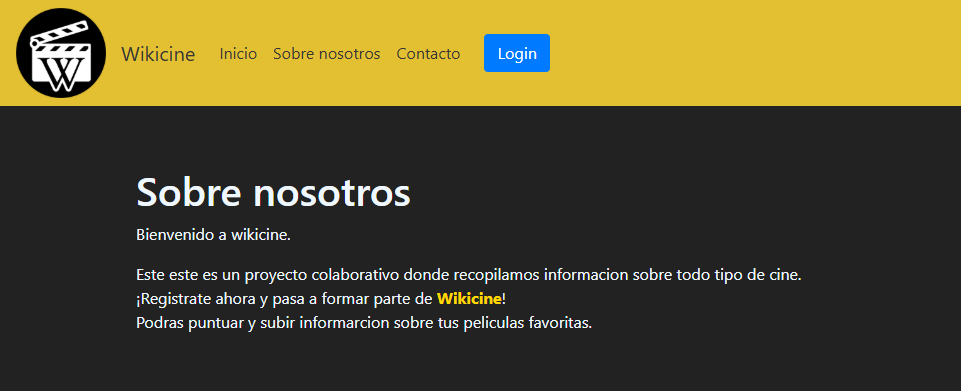 W
Wikicine Inicio Sobre nosotros Contacto Login
Sobre nosotros
Bienvenido a wikicine.
Este este es un proyecto colaborativo donde recopilamos informacion sobre todo tipo de cine.
¡Registrate ahora y pasa a formar parte de Wikicine!
Podras puntuar y subir informarcion sobre tus peliculas favoritas.